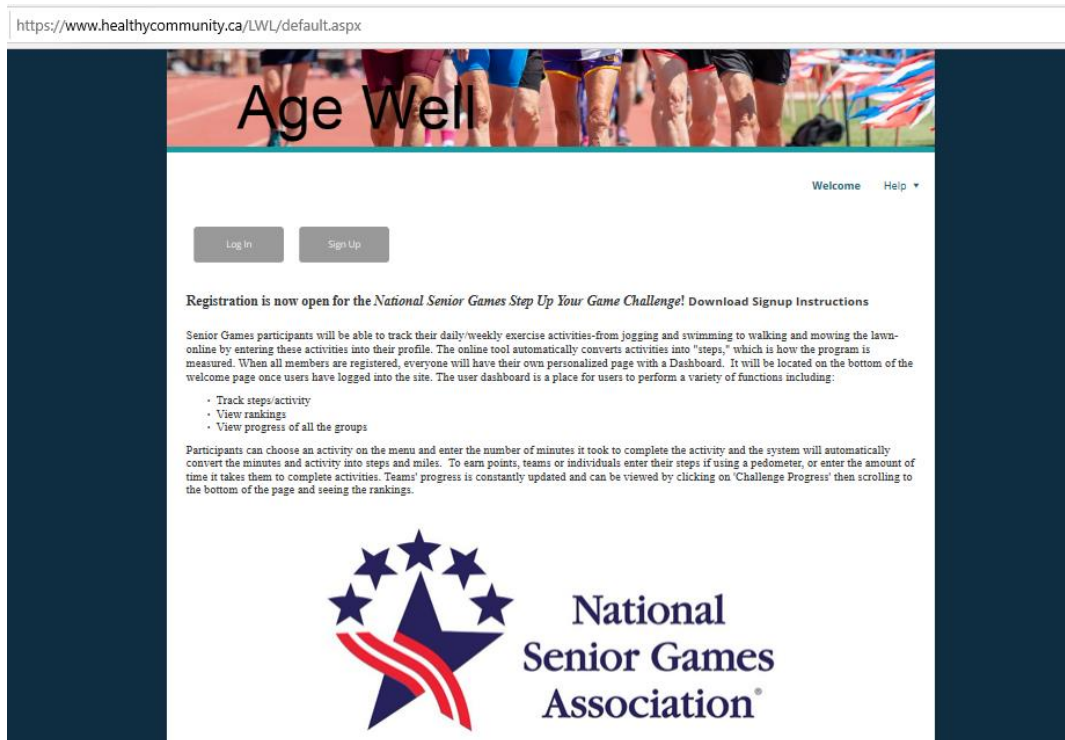 https://www.healthycommunity.ca/LWL/default.aspx
Age Well
Welcome Help ▾
Log In Sign Up
Registration is now open for the National Senior Games Step Up Your Game Challenge! Download Signup Instructions
Senior Games participants will be able to track their daily/weekly exercise activities-from jogging and swimming to walking and mowing the lawn-
online by entering these activities into their profile. The online tool automatically converts activities into "steps," which is how the program is
measured. When all members are registered, everyone will have their own personalized page with a Dashboard. It will be located on the bottom of the
welcome page once users have logged into the site. The user dashboard is a place for users to perform a variety of functions including:
• Track steps/activity
• View rankings
• View progress of all the groups
Participants can choose an activity on the menu and enter the number of minutes it took to complete the activity and the system will automatically
convert the minutes and activity into steps and miles. To earn points, teams or individuals enter their steps if using a pedometer, or enter the amount of
time it takes them to complete activities. Teams' progress is constantly updated and can be viewed by clicking on 'Challenge Progress' then scrolling to
the bottom of the page and seeing the rankings.
National
Senior Games
Association®